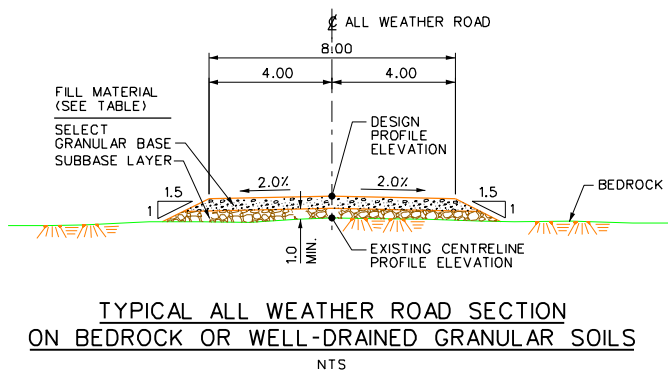 ℄ ALL WEATHER ROAD
8.00
4.00 4.00
FILL MATERIAL
(SEE TABLE)
SELECT
GRANULAR BASE
SUBBASE LAYER
DESIGN
PROFILE
ELEVATION
2.0% 2.0%
1.5
1
1.5
1
BEDROCK
1.0
MIN.
EXISTING CENTRELINE
PROFILE ELEVATION
TYPICAL ALL WEATHER ROAD SECTION
ON BEDROCK OR WELL-DRAINED GRANULAR SOILS
NTS